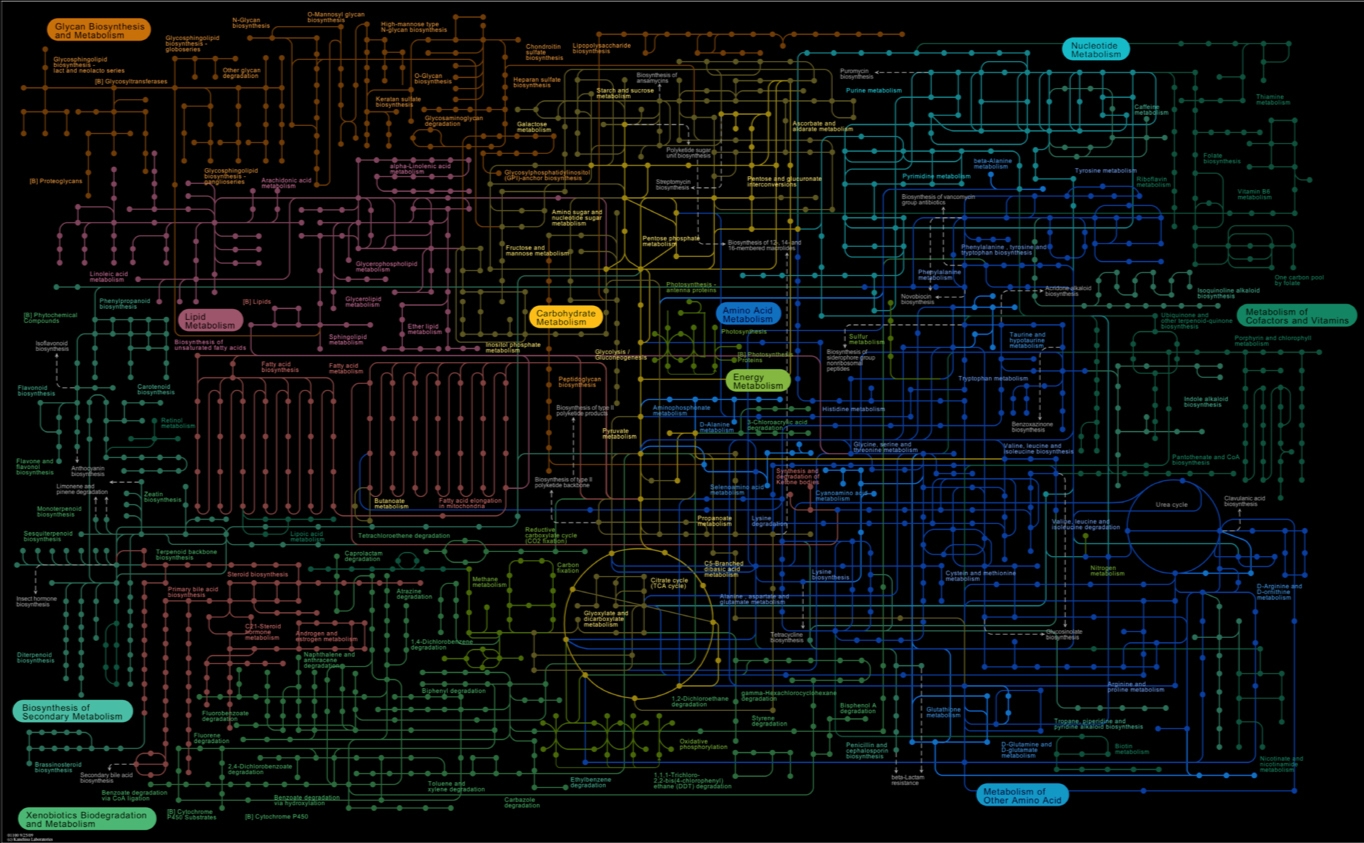 Glycan Biosynthesis
and Metabolism
N-Glycan
biosynthesis
O-Mannosyl glycan
biosynthesis
High-mannose type
N-glycan biosynthesis
Glycosphingolipid
biosynthesis -
globoseries
Glycosphingolipid
biosynthesis -
lact and neolacto series
[B] Glycosyltransferases
Other glycan
degradation
O-Glycan
biosynthesis
Keratan sulfate
biosynthesis
Glycosaminoglycan
degradation
Chondroitin
sulfate
biosynthesis
Lipopolysaccharide
biosynthesis
Heparan sulfate
biosynthesis
[B] Proteoglycans
Glycosphingolipid
biosynthesis -
ganglioseries
Glycosylphosphatidylinositol
(GPI)-anchor biosynthesis
Biosynthesis of
ansamycins
Starch and sucrose
metabolism
Galactose
metabolism
Ascorbate and
aldarate metabolism
Polyketide sugar
unit biosynthesis
Streptomycin
biosynthesis
Pentose and glucuronate
interconversions
Amino sugar and
nucleotide sugar
metabolism
Pentose phosphate
metabolism
Biosynthesis of 12-, 14- and
16-membered macrolides
Fructose and
mannose metabolism
Nucleotide
Metabolism
Puromycin
biosynthesis
Purine metabolism
Caffeine
metabolism
Thiamine
metabolism
beta-Alanine
metabolism
Tyrosine metabolism
Pyrimidine metabolism
Riboflavin
metabolism
Folate
biosynthesis
Vitamin B6
metabolism
Biosynthesis of vancomycin
group antibiotics
Phenylalanine , tyrosine and
tryptophan biosynthesis
Phenylalanine
metabolism
Novobiocin
biosynthesis
Acridone alkaloid
biosynthesis
Isoquinoline alkaloid
biosynthesis
One carbon pool
by folate
alpha-Linolenic acid
metabolism
Arachidonic acid
metabolism
Linoleic acid
metabolism
Glycerophospholipid
metabolism
Glycerolipid
metabolism
[B] Lipids
Ether lipid
metabolism
Sphingolipid
metabolism
Lipid
Metabolism
Biosynthesis of
unsaturated fatty acids
Phenylpropanoid
biosynthesis
[B] Phytochemical
Compounds
Isoflavonoid
biosynthesis
Carbohydrate
Metabolism
Inositol phosphate
metabolism
Glycolysis /
Gluconeogenesis
Photosynthesis -
antenna proteins
Amino Acid
Metabolism
Photosynthesis
[B] Photosynthesis
Proteins
Energy
Metabolism
Sulfur
metabolism
Biosynthesis of
siderophore group
nonribosomal
peptides
Taurine and
hypotaurine
metabolism
Tryptophan metabolism
Ubiquinone and
other terpenoid-quinone
biosynthesis
Metabolism of
Cofactors and Vitamins
Porphyrin and chlorophyll
metabolism
Fatty acid
biosynthesis
Fatty acid
metabolism
Flavonoid
biosynthesis
Carotenoid
biosynthesis
Retinol
metabolism
Flavone and
flavonol
biosynthesis
Anthocyanin
biosynthesis
Limonene and
pinene degradation
Zeatin
biosynthesis
Monoterpenoid
biosynthesis
Sesquiterpenoid
biosynthesis
Peptidoglycan
biosynthesis
Biosynthesis of type II
polyketide products
Pyruvate
metabolism
Aminophosphonate
metabolism
D-Alanine
metabolism
3-Chloroacrylic acid
degradation
Histidine metabolism
Glycine, serine and
threonine metabolism
Benzoxazinone
biosynthesis
Valine, leucine and
isoleucine biosynthesis
Indole alkaloid
biosynthesis
Pantothenate and CoA
biosynthesis
Biosynthesis of type II
polyketide backbone
Butanoate
metabolism
Fatty acid elongation
in mitochondria
Synthesis and
degradation of
Ketone bodies
Selenoamino acid
metabolism
Cyanoamino acid
metabolism
Propanoate
metabolism
Lysine
degradation
Valine, leucine and
isoleucine degradation
Urea cycle
Clavulanic acid
biosynthesis
Lipoic acid
metabolism
Tetrachloroethene degradation
Reductive
carboxylate cycle
(CO2 fixation)
Terpenoid backbone
biosynthesis
Steroid biosynthesis
Caprolactam
degradation
Carbon
fixation
Methane
metabolism
Atrazine
degradation
Citrate cycle
(TCA cycle)
C5-Branched
dibasic acid
metabolism
Glyoxylate and
dicarboxylate
metabolism
Alanine , aspartate and
glutamate metabolism
Lysine
biosynthesis
Cystein and methionine
metabolism
Nitrogen
metabolism
D-Arginine and
D-ornithine
metabolism
Insect hormone
biosynthesis
Primary bile acid
biosynthesis
C21-Steroid
hormone
metabolism
Androgen and
estrogen metabolism
Naphthalene and
anthracene
degradation
1,4-Dichlorobenzene
degradation
Tetracycline
biosynthesis
Glucosinolate
biosynthesis
Diterpenoid
biosynthesis
Biphenyl degradation
1,2-Dichloroethane
degradation
gamma-Hexachlorocyclohexane
degradation
Styrene
degradation
Bisphenol A
degradation
Arginine and
proline metabolism
Glutathione
metabolism
Tropane, piperidine and
pyridine alkaloid biosynthesis
Biosynthesis of
Secondary Metabolism
Fluorobenzoate
degradation
Fluorene
degradation
Oxidative
phosphorylation
Penicillin and
cephalosporin
biosynthesis
D-Glutamine and
D-glutamate
metabolism
Biotin
metabolism
Nicotinate and
nicotinamide
metabolism
Brassinosteroid
biosynthesis
Secondary bile acid
biosynthesis
2,4-Dichlorobenzoate
degradation
Toluene and
xylene degradation
Ethylbenzene
degradation
1,1,1-Trichloro-
2,2-bis(4-chlorophenyl)
ethane (DDT) degradation
beta-Lactam
resistance
Benzoate degradation
via CoA ligation
Benzoate degradation
via hydroxylation
Carbazole
degradation
Metabolism of
Other Amino Acid
Xenobiotics Biodegradation
and Metabolism
[B] Cytochrome
P450 Substrates
[B] Cytochrome P450
(c) Kanehisa Laboratories